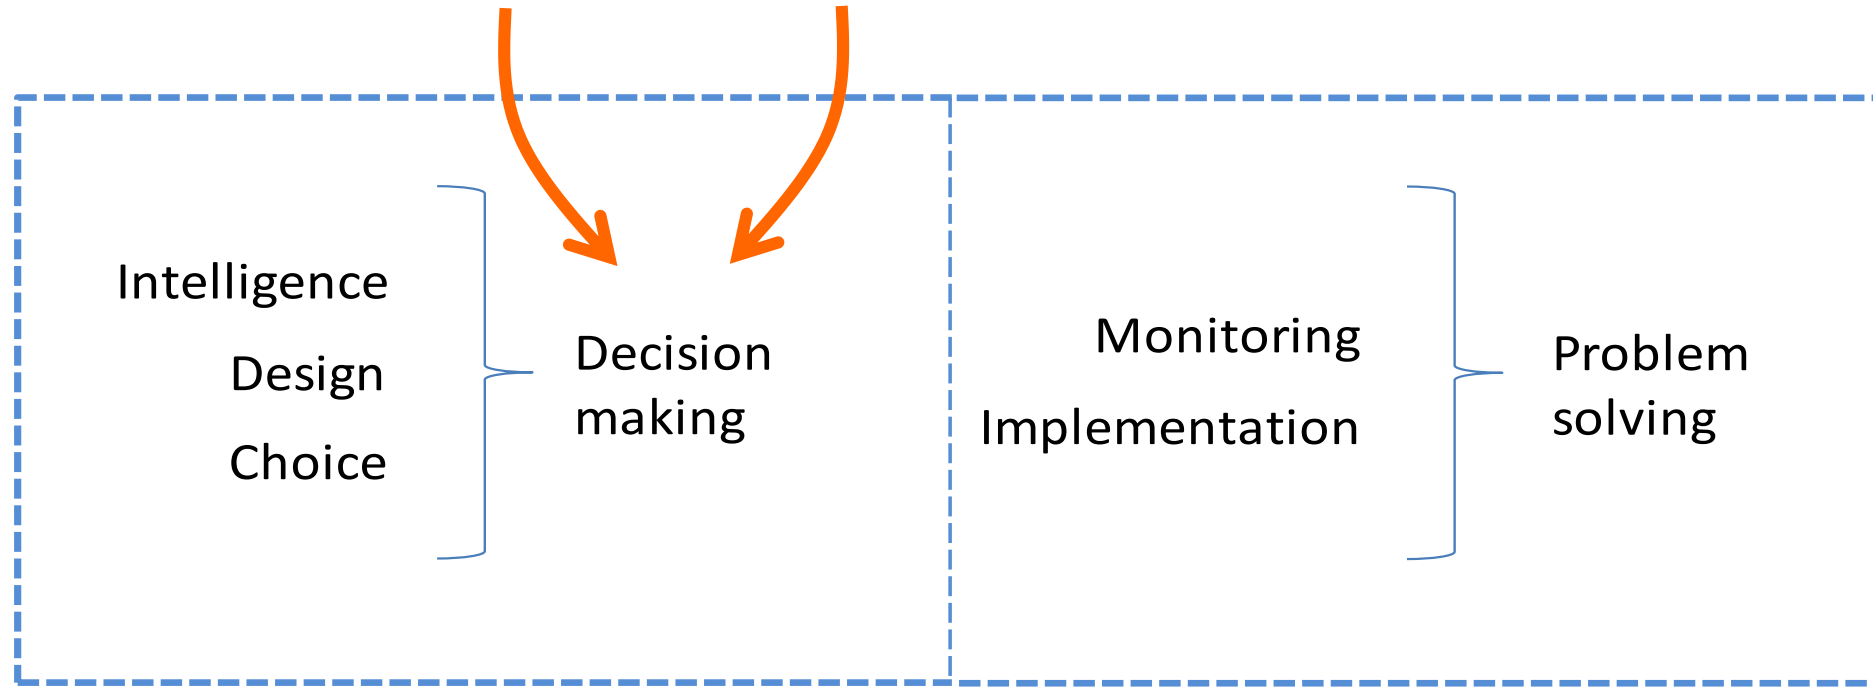 Intelligence
Design
Choice
Decision
making
Monitoring
Implementation
Problem
solving